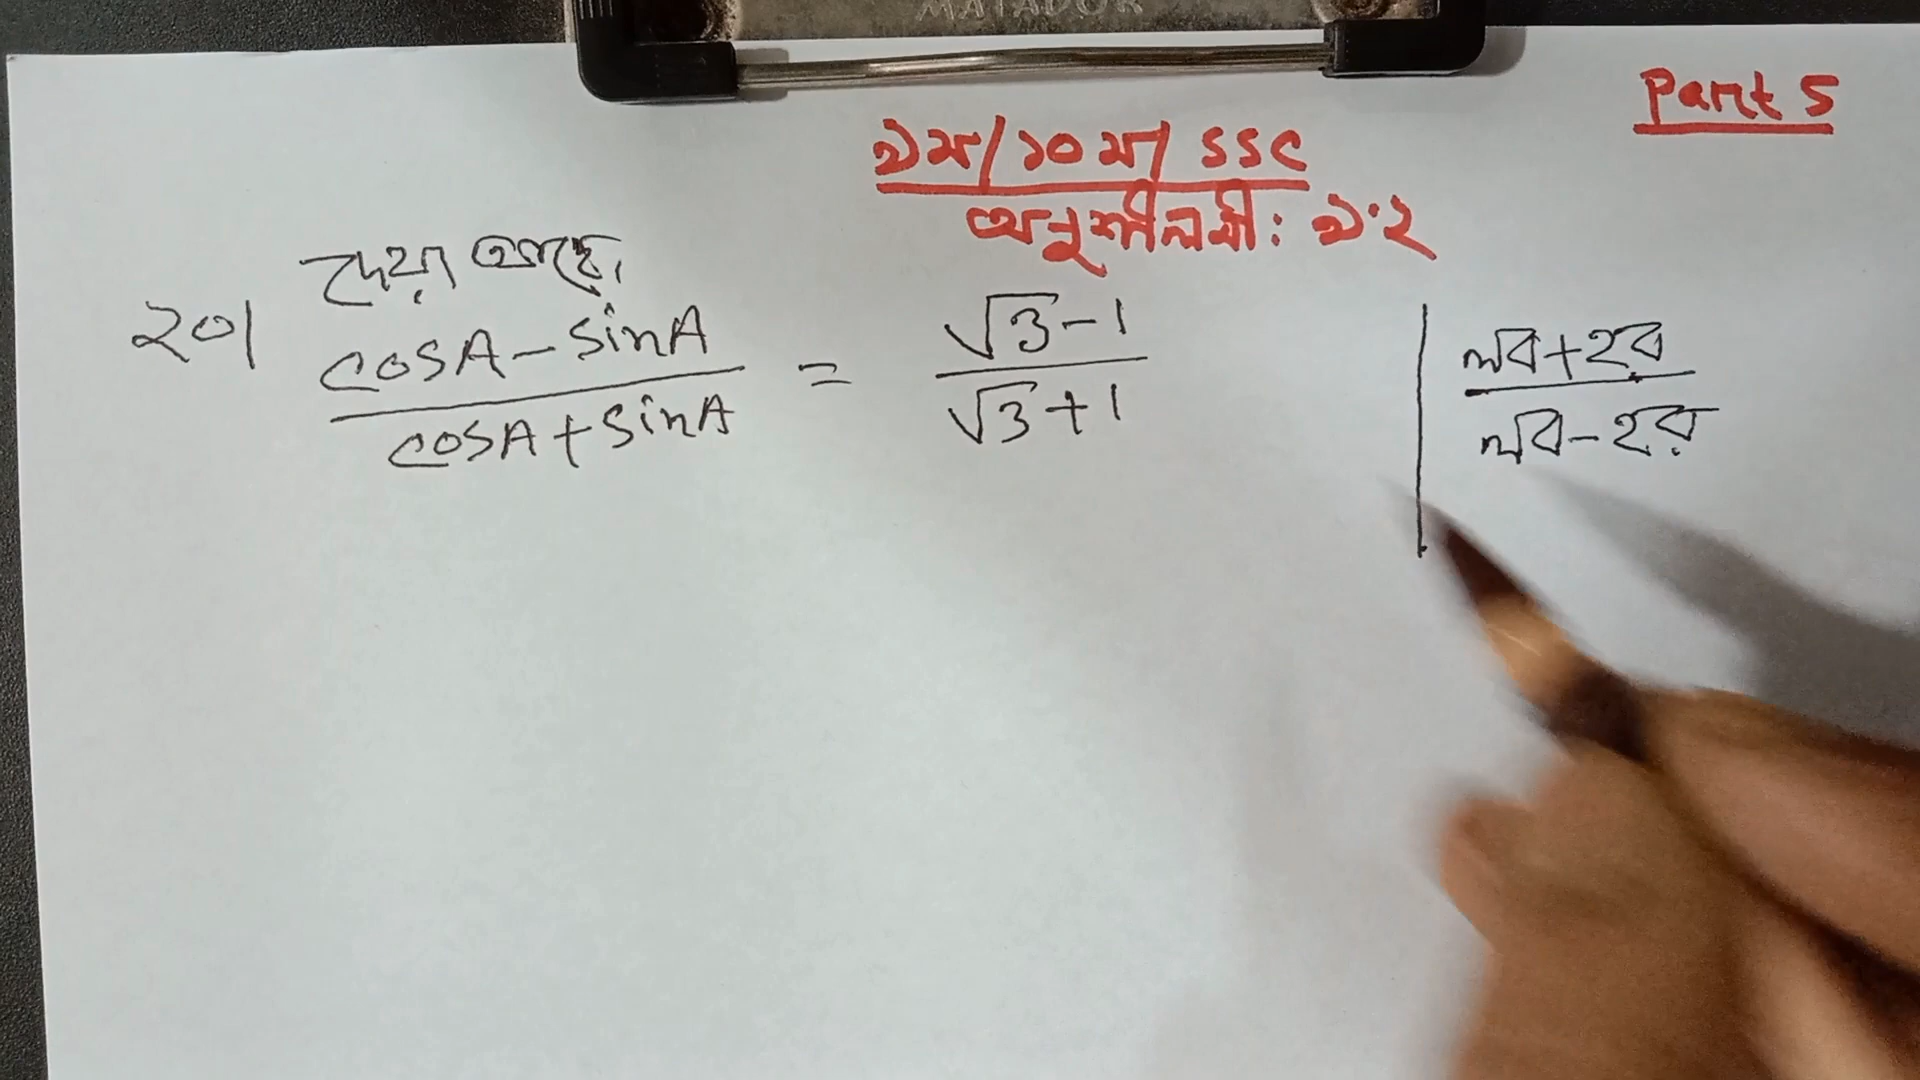 MATADOR
Part 5
৯ম/১০ম/SSC
অনুশীলনী: ৯.২
দেয়া আছে,
২০।
cosA-sinA / cosA+sinA = √3-1 / √3+1
লব+হর
লব-হর